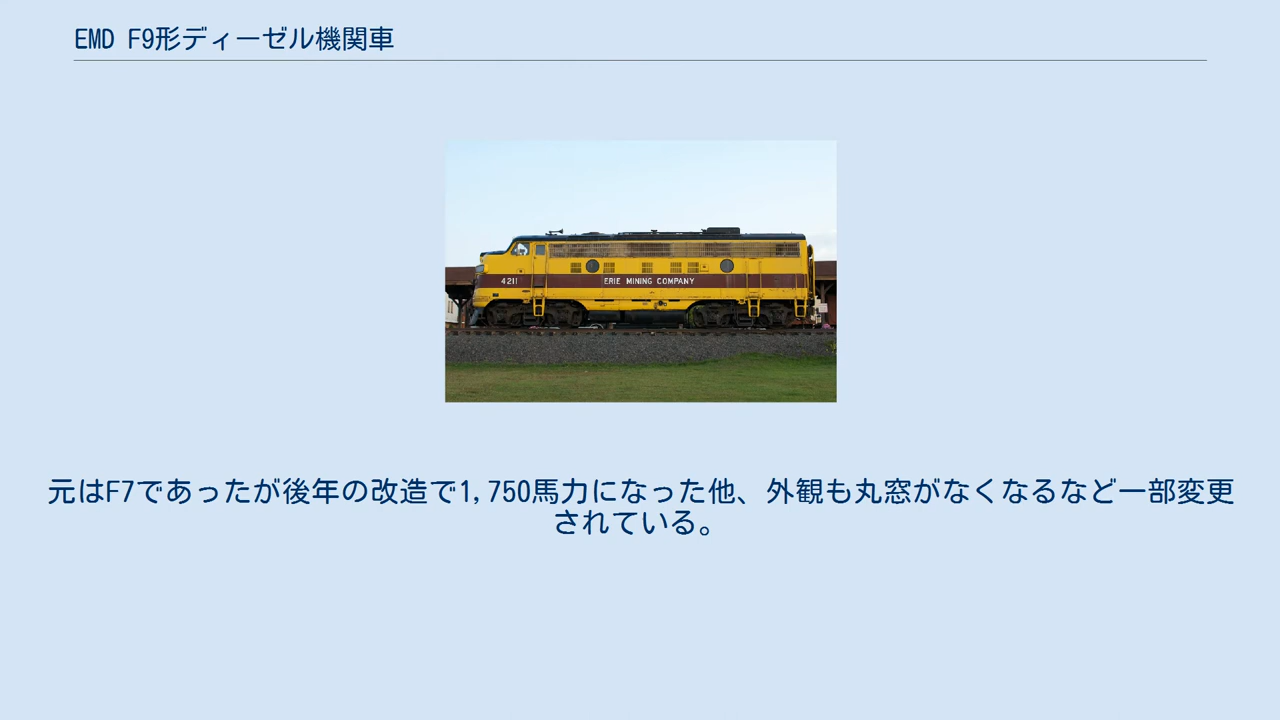 EMD F9形ディーゼル機関車
4211
ERIE MINING COMPANY
元はF7であったが後年の改造で1,750馬力になった他、外観も丸窓がなくなるなど一部変更
されている。